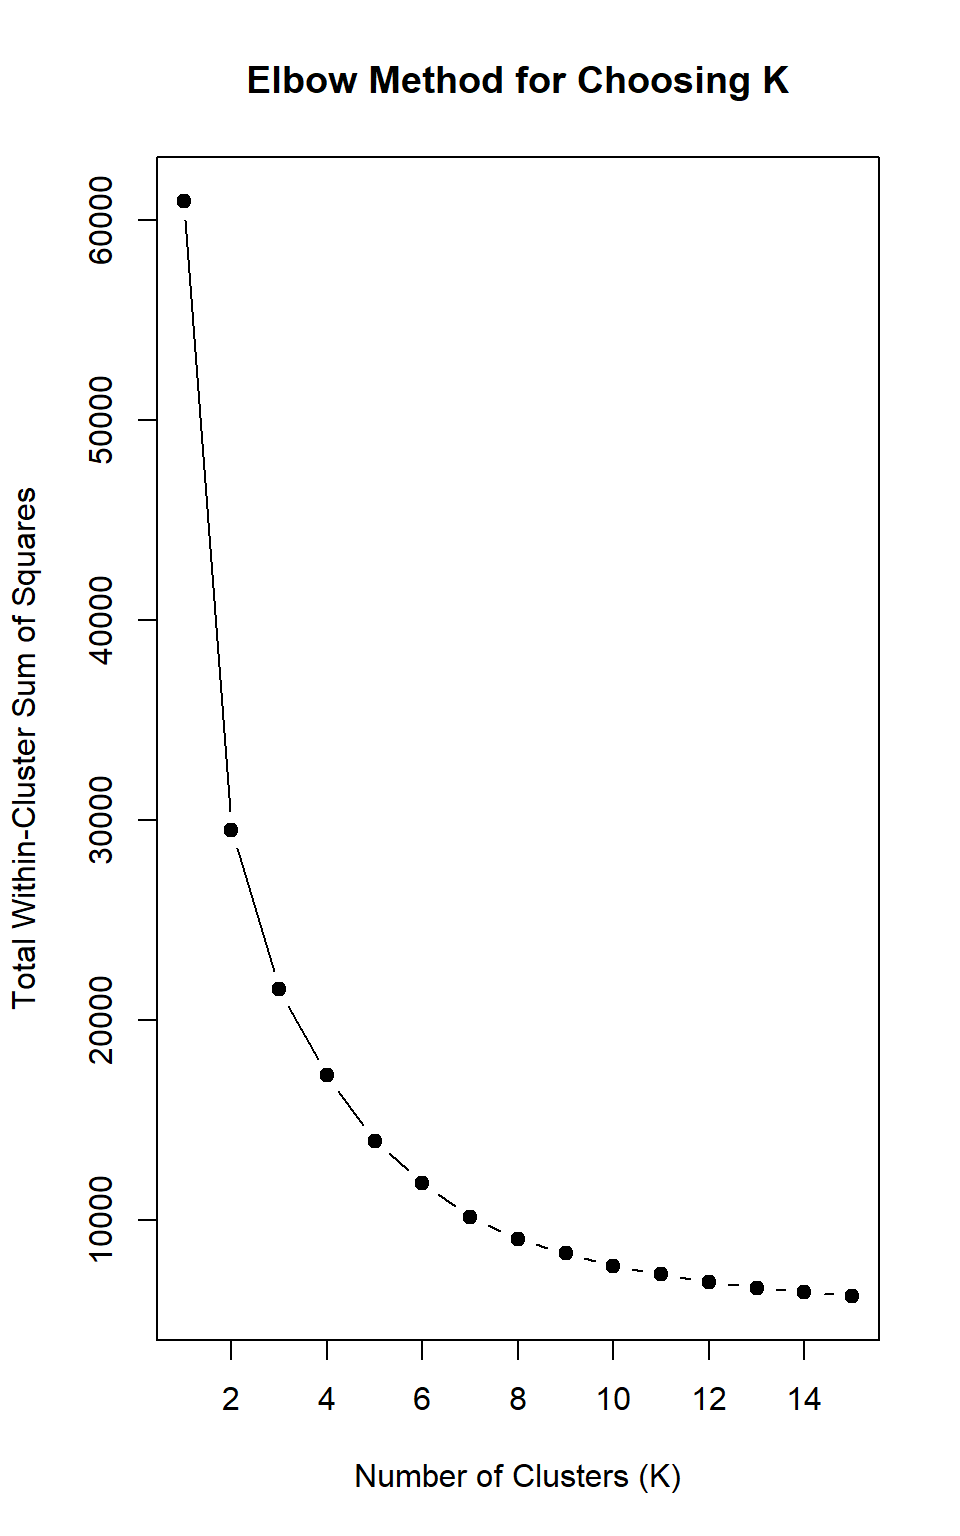 Elbow Method for Choosing K
Total Within-Cluster Sum of Squares
60000
50000
40000
30000
20000
10000
2 4 6 8 10 12 14
Number of Clusters (K)